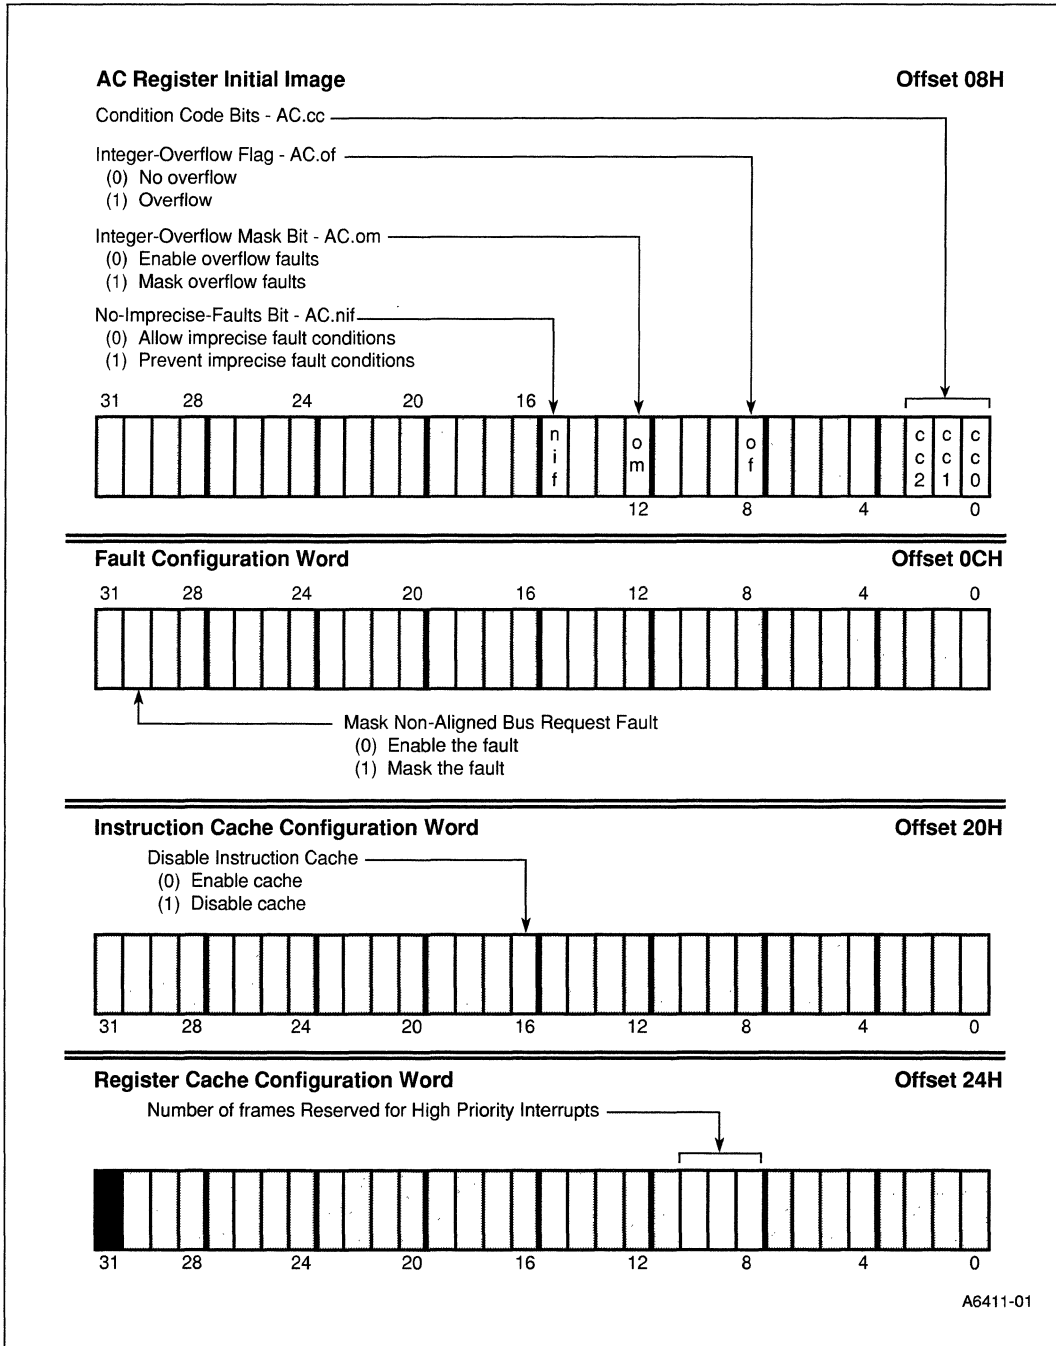 AC Register Initial Image Offset 08H
Condition Code Bits - AC.cc
Integer-Overflow Flag - AC.of
(0) No overflow
(1) Overflow
Integer-Overflow Mask Bit - AC.om
(0) Enable overflow faults
(1) Mask overflow faults
No-Imprecise-Faults Bit - AC.nif
(0) Allow imprecise fault conditions
(1) Prevent imprecise fault conditions
31 28 24 20 16
nif om of cc2 cc1 cc0
12 8 4 0
Fault Configuration Word Offset 0CH
31 28 24 20 16 12 8 4 0
Mask Non-Aligned Bus Request Fault
(0) Enable the fault
(1) Mask the fault
Instruction Cache Configuration Word Offset 20H
Disable Instruction Cache
(0) Enable cache
(1) Disable cache
31 28 24 20 16 12 8 4 0
Register Cache Configuration Word Offset 24H
Number of frames Reserved for High Priority Interrupts
31 28 24 20 16 12 8 4 0
A6411-01